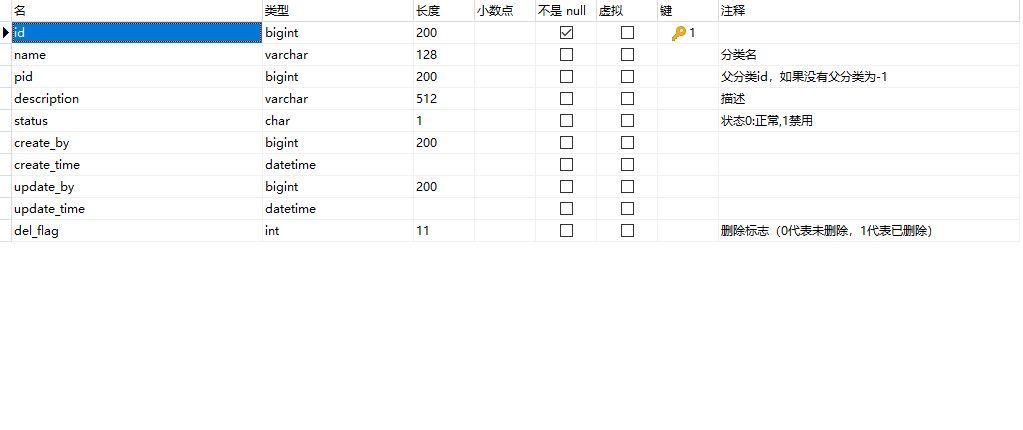 名 类型 长度 小数点 不是 null 虚拟 键 注释
id bigint 200 1
name varchar 128 分类名
pid bigint 200 父分类id，如果没有父分类为-1
description varchar 512 描述
status char 1 状态0:正常,1禁用
create_by bigint 200
create_time datetime
update_by bigint 200
update_time datetime
del_flag int 11 删除标志（0代表未删除，1代表已删除）